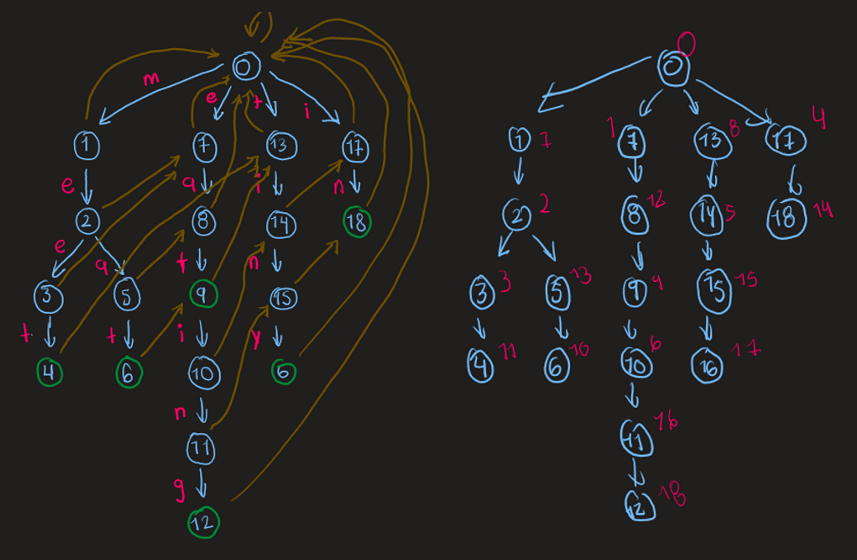 0
m e t i
1 7 13 17
e a i n
2 8 14 18
e a t n
3 5 9 15
t t i y
4 6 10 6
n
11
g
12
0
0
1 7 1 7 13 8 17 4
2 2 8 12 14 5 18 14
3 3 5 13 9 9 15 15
4 11 6 10 10 6 16 17
11 16
12 18